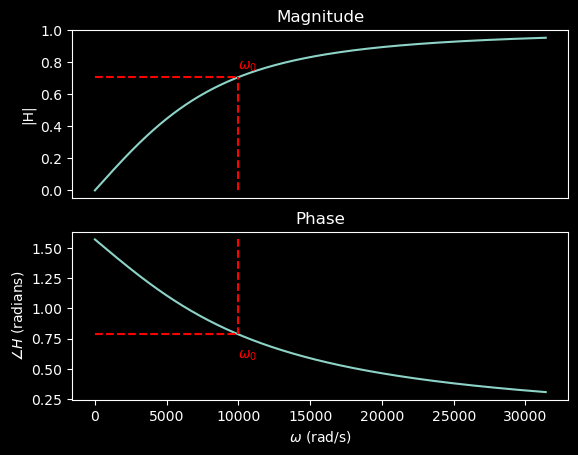 Magnitude
1.0
0.8
0.6
0.4
0.2
0.0
|H|
ω₀
Phase
1.50
1.25
1.00
0.75
0.50
0.25
∠H (radians)
ω₀
0 5000 10000 15000 20000 25000 30000
ω (rad/s)